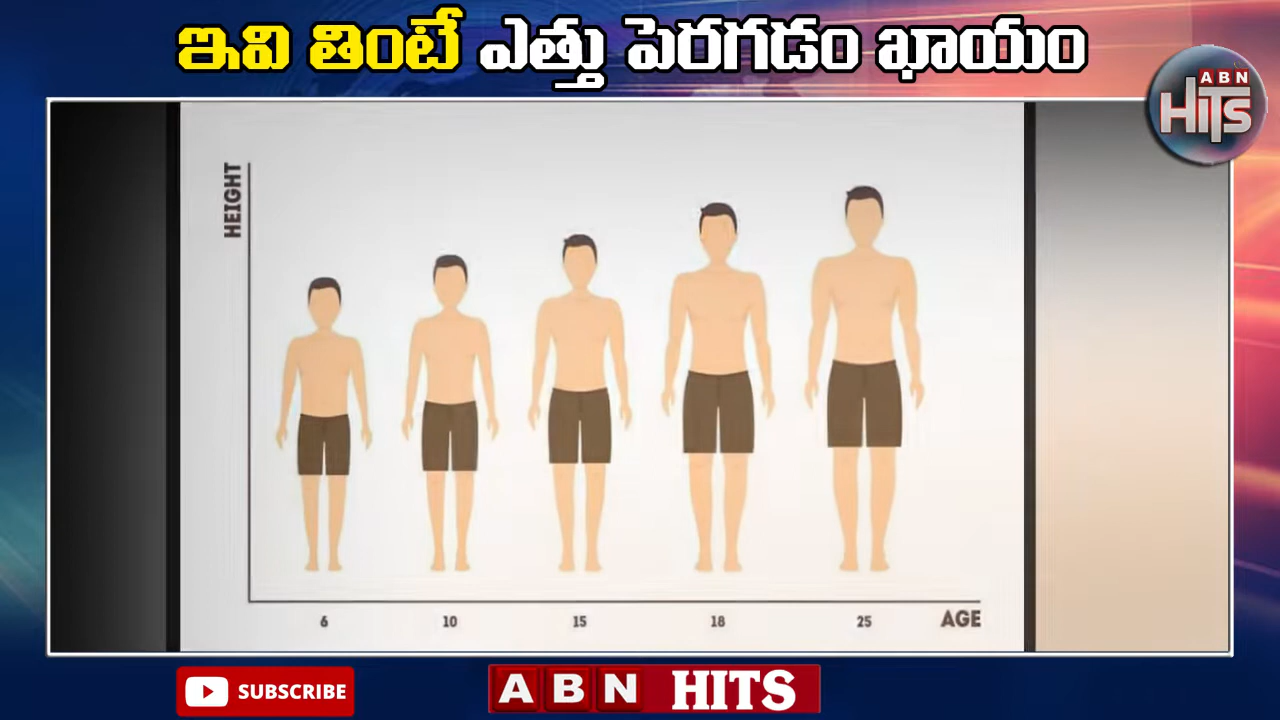 ఇవి తింటే ఎత్తు పెరగడం ఖాయం
ABN
HITS
HEIGHT
6 10 15 18 25 AGE
SUBSCRIBE
ABN HITS